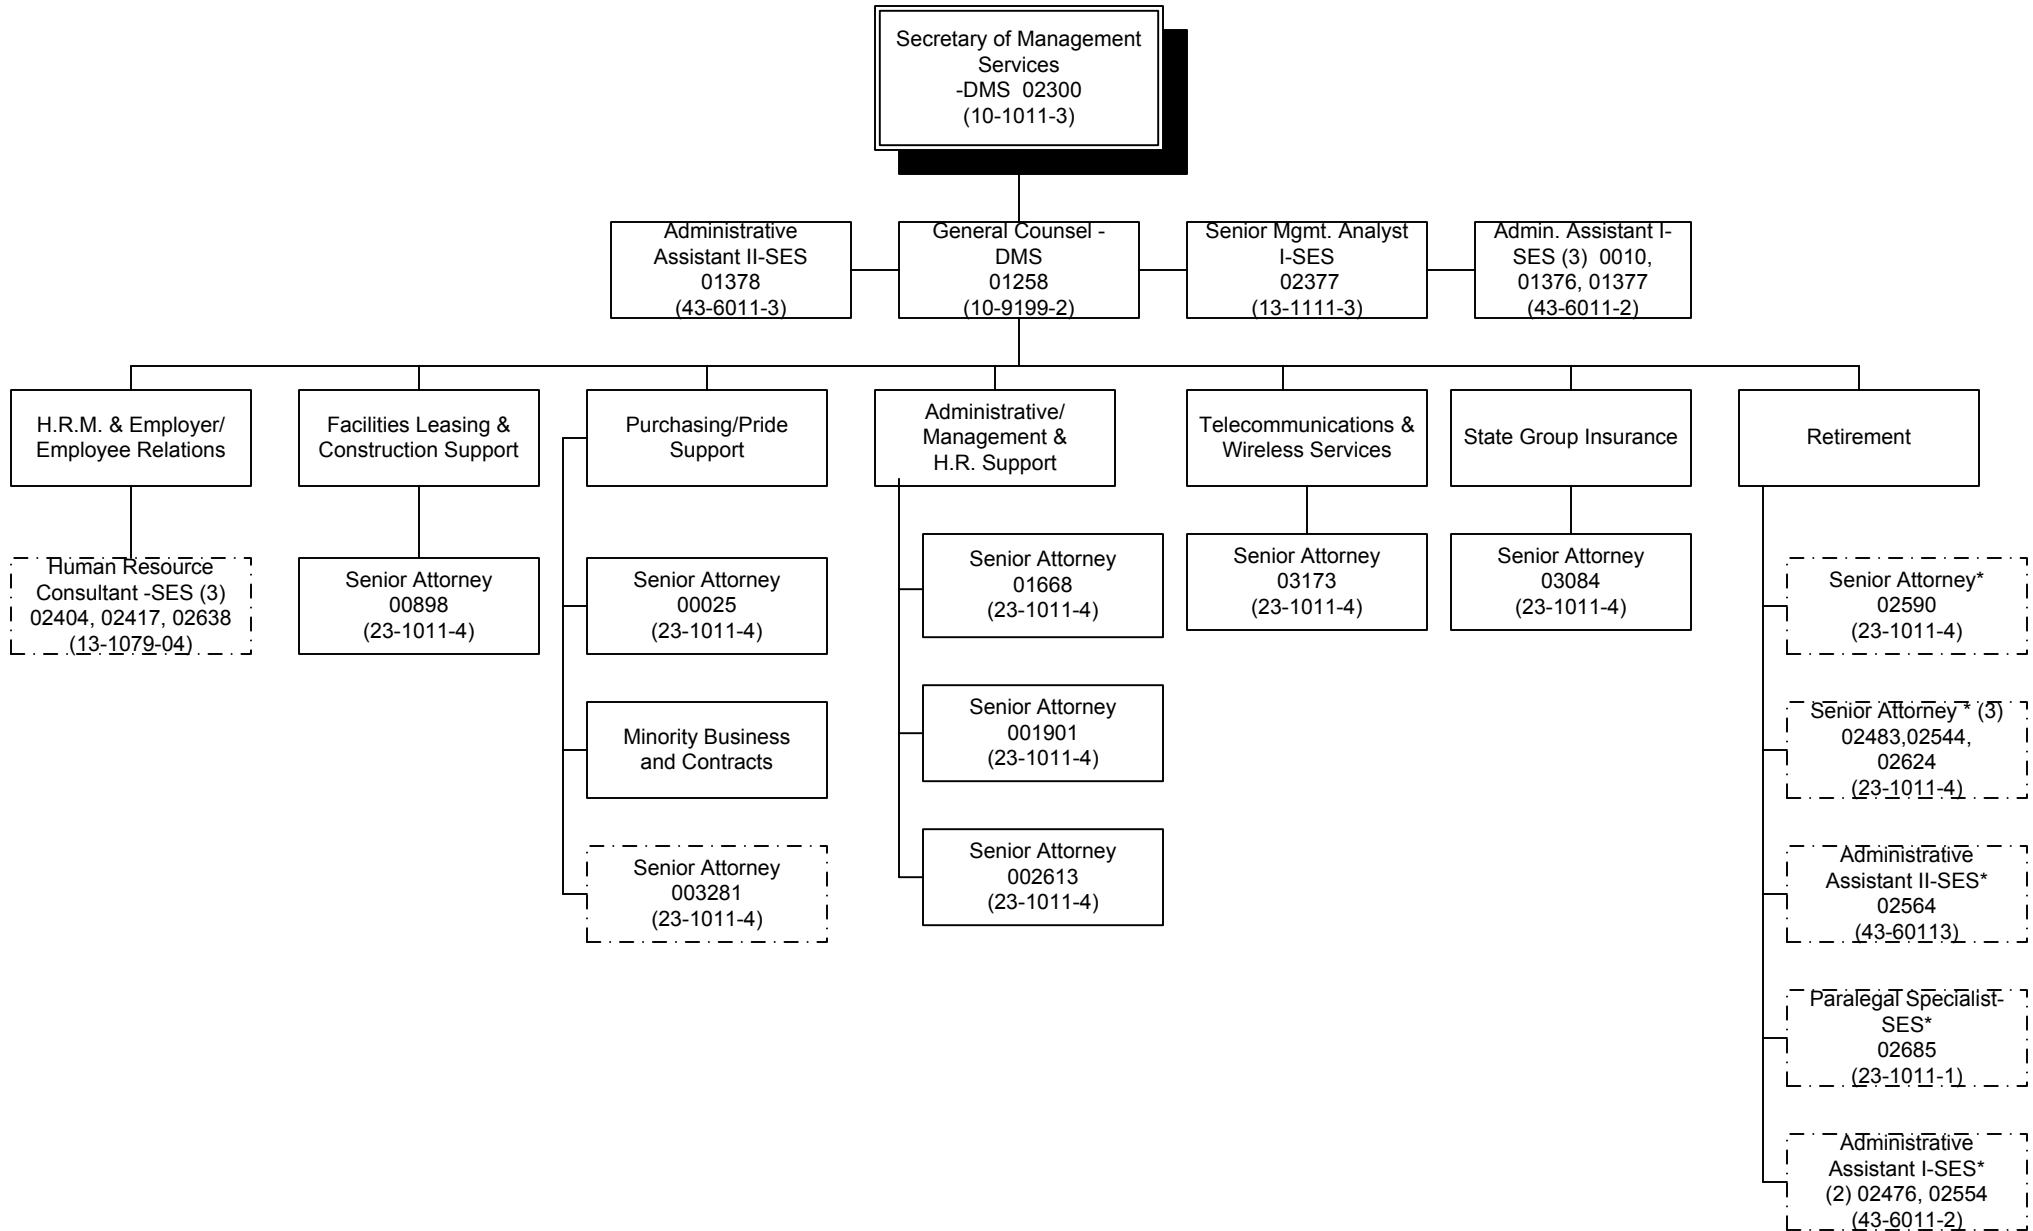 Secretary of Management
Services
-DMS 02300
(10-1011-3)
Administrative
Assistant II-SES
01378
(43-6011-3)
General Counsel -
DMS
01258
(10-9199-2)
Senior Mgmt. Analyst
I-SES
02377
(13-1111-3)
Admin. Assistant I-
SES (3) 0010,
01376, 01377
(43-6011-2)
H.R.M. & Employer/
Employee Relations
Facilities Leasing &
Construction Support
Purchasing/Pride
Support
Administrative/
Management &
H.R. Support
Telecommunications &
Wireless Services
State Group Insurance
Retirement
Human Resource
Consultant -SES (3)
02404, 02417, 02638
(13-1079-04)
Senior Attorney
00898
(23-1011-4)
Senior Attorney
00025
(23-1011-4)
Minority Business
and Contracts
Senior Attorney
003281
(23-1011-4)
Senior Attorney
01668
(23-1011-4)
Senior Attorney
001901
(23-1011-4)
Senior Attorney
002613
(23-1011-4)
Senior Attorney
03173
(23-1011-4)
Senior Attorney
03084
(23-1011-4)
Senior Attorney*
02590
(23-1011-4)
Senior Attorney * (3)
02483,02544,
02624
(23-1011-4)
Administrative
Assistant II-SES*
02564
(43-60113)
Paralegal Specialist-
SES*
02685
(23-1011-1)
Administrative
Assistant I-SES*
(2) 02476, 02554
(43-6011-2)